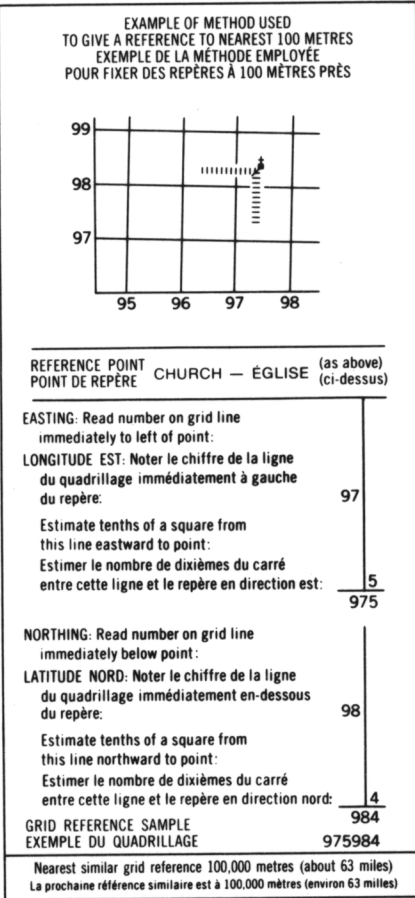 EXAMPLE OF METHOD USED
TO GIVE A REFERENCE TO NEAREST 100 METRES
EXEMPLE DE LA MÉTHODE EMPLOYÉE
POUR FIXER DES REPÈRES À 100 MÈTRES PRÈS
99
98
97
95 96 97 98
REFERENCE POINT
POINT DE REPÈRE
CHURCH — ÉGLISE
(as above)
(ci-dessus)
EASTING: Read number on grid line
immediately to left of point:
LONGITUDE EST: Noter le chiffre de la ligne
du quadrillage immédiatement à gauche
du repère: 97
Estimate tenths of a square from
this line eastward to point:
Estimer le nombre de dixièmes du carré
entre cette ligne et le repère en direction est: 5
975
NORTHING: Read number on grid line
immediately below point:
LATITUDE NORD: Noter le chiffre de la ligne
du quadrillage immédiatement en-dessous
du repère: 98
Estimate tenths of a square from
this line northward to point:
Estimer le nombre de dixièmes du carré
entre cette ligne et le repère en direction nord: 4
984
GRID REFERENCE SAMPLE
EXEMPLE DU QUADRILLAGE 975984
Nearest similar grid reference 100,000 metres (about 63 miles)
La prochaine référence similaire est à 100,000 mètres (environ 63 milles)